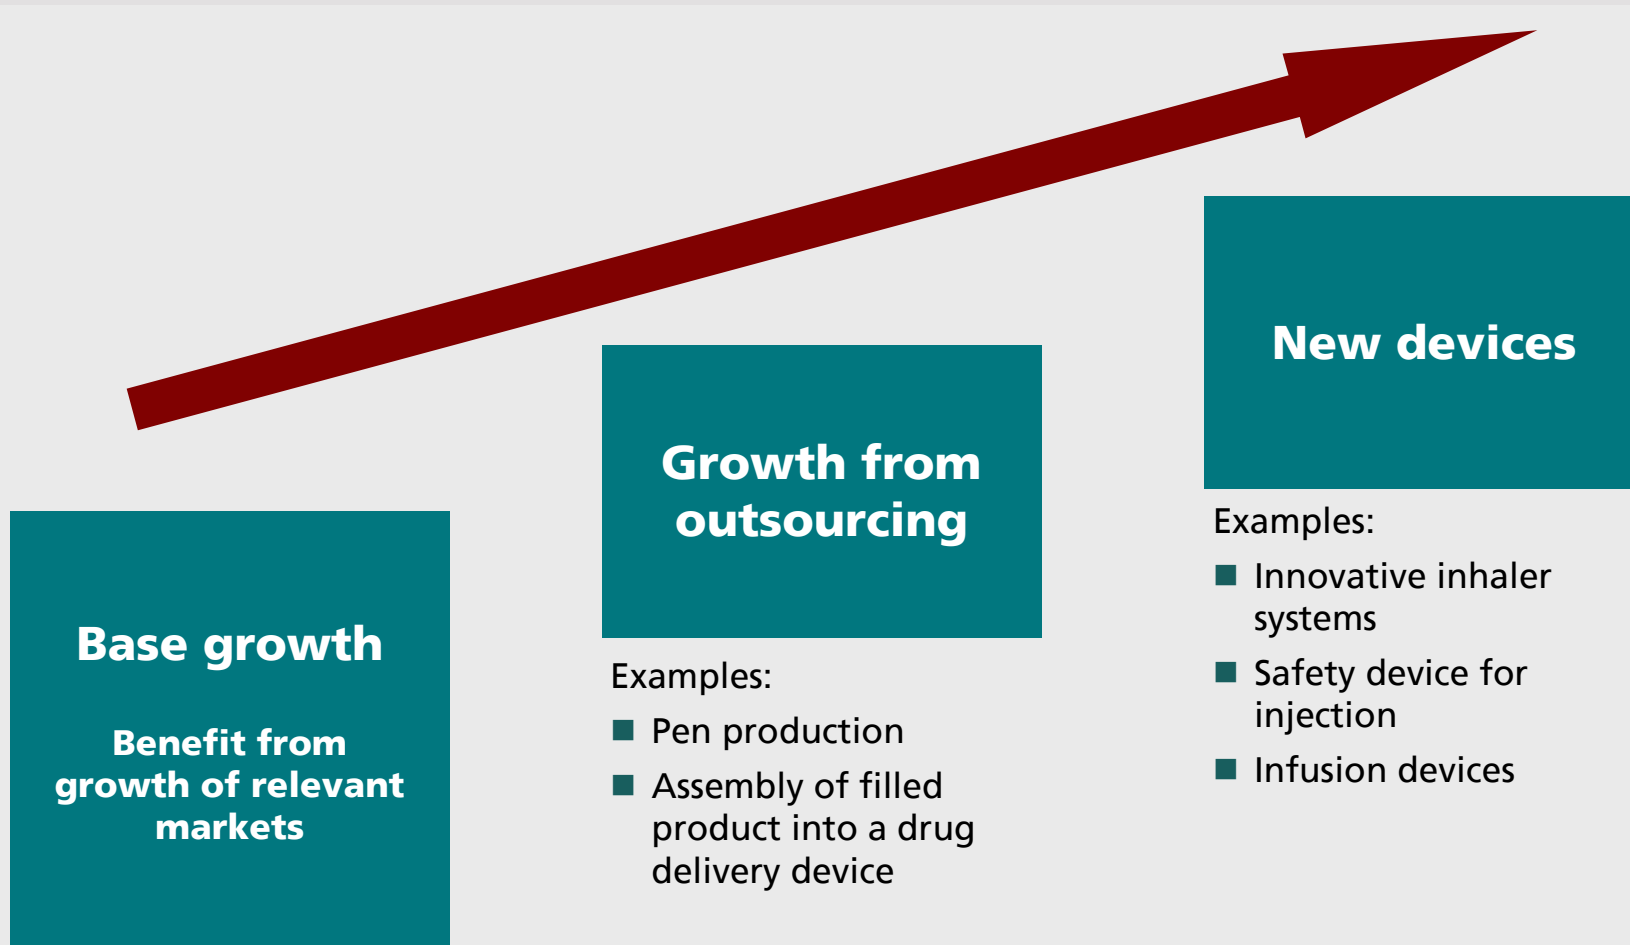 Base growth
Benefit from
growth of relevant
markets
Growth from
outsourcing
Examples:
Pen production
Assembly of filled
product into a drug
delivery device
New devices
Examples:
Innovative inhaler
systems
Safety device for
injection
Infusion devices